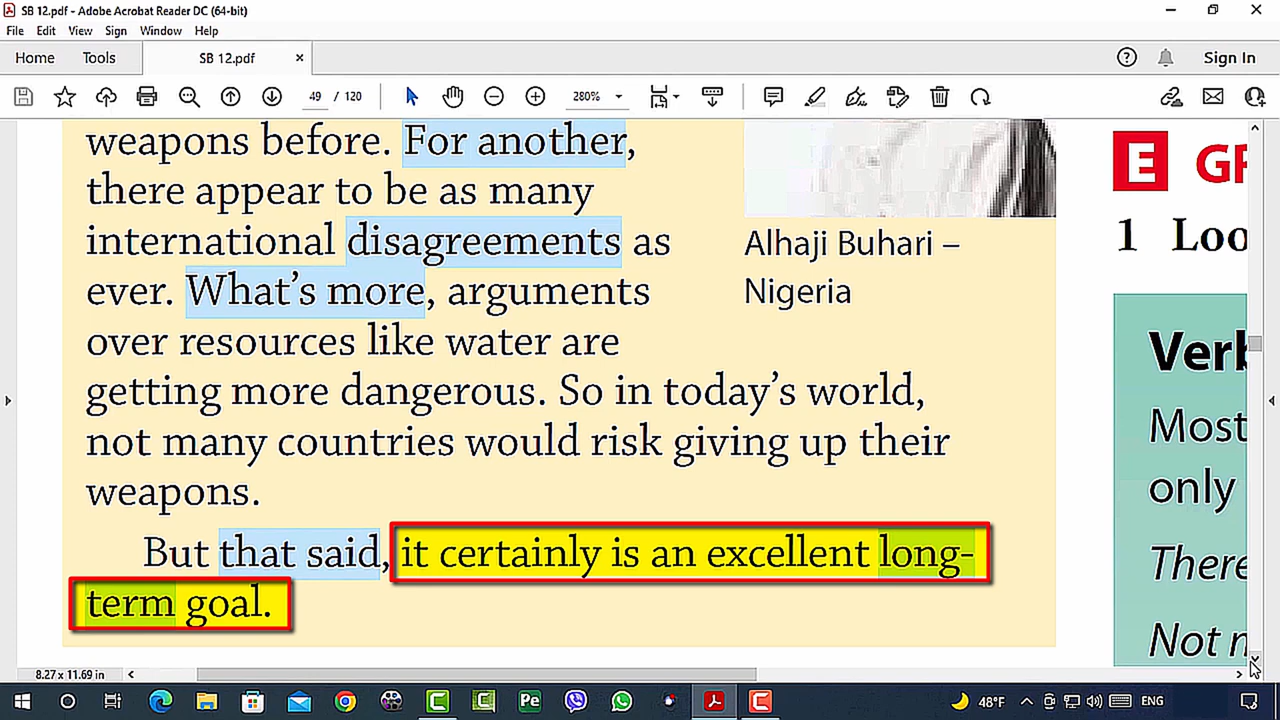 SB 12.pdf - Adobe Acrobat Reader DC (64-bit)
File Edit View Sign Window Help
Home Tools SB 12.pdf × Sign In
49 / 120 280%
weapons before. For another,
there appear to be as many
international disagreements as
ever. What's more, arguments
over resources like water are
getting more dangerous. So in today's world,
not many countries would risk giving up their
weapons.
But that said, it certainly is an excellent long-
term goal.
Alhaji Buhari –
Nigeria
E GR
1 Loo
Verb
Most
only
There
Not n
8.27 x 11.69 in
48°F ENG